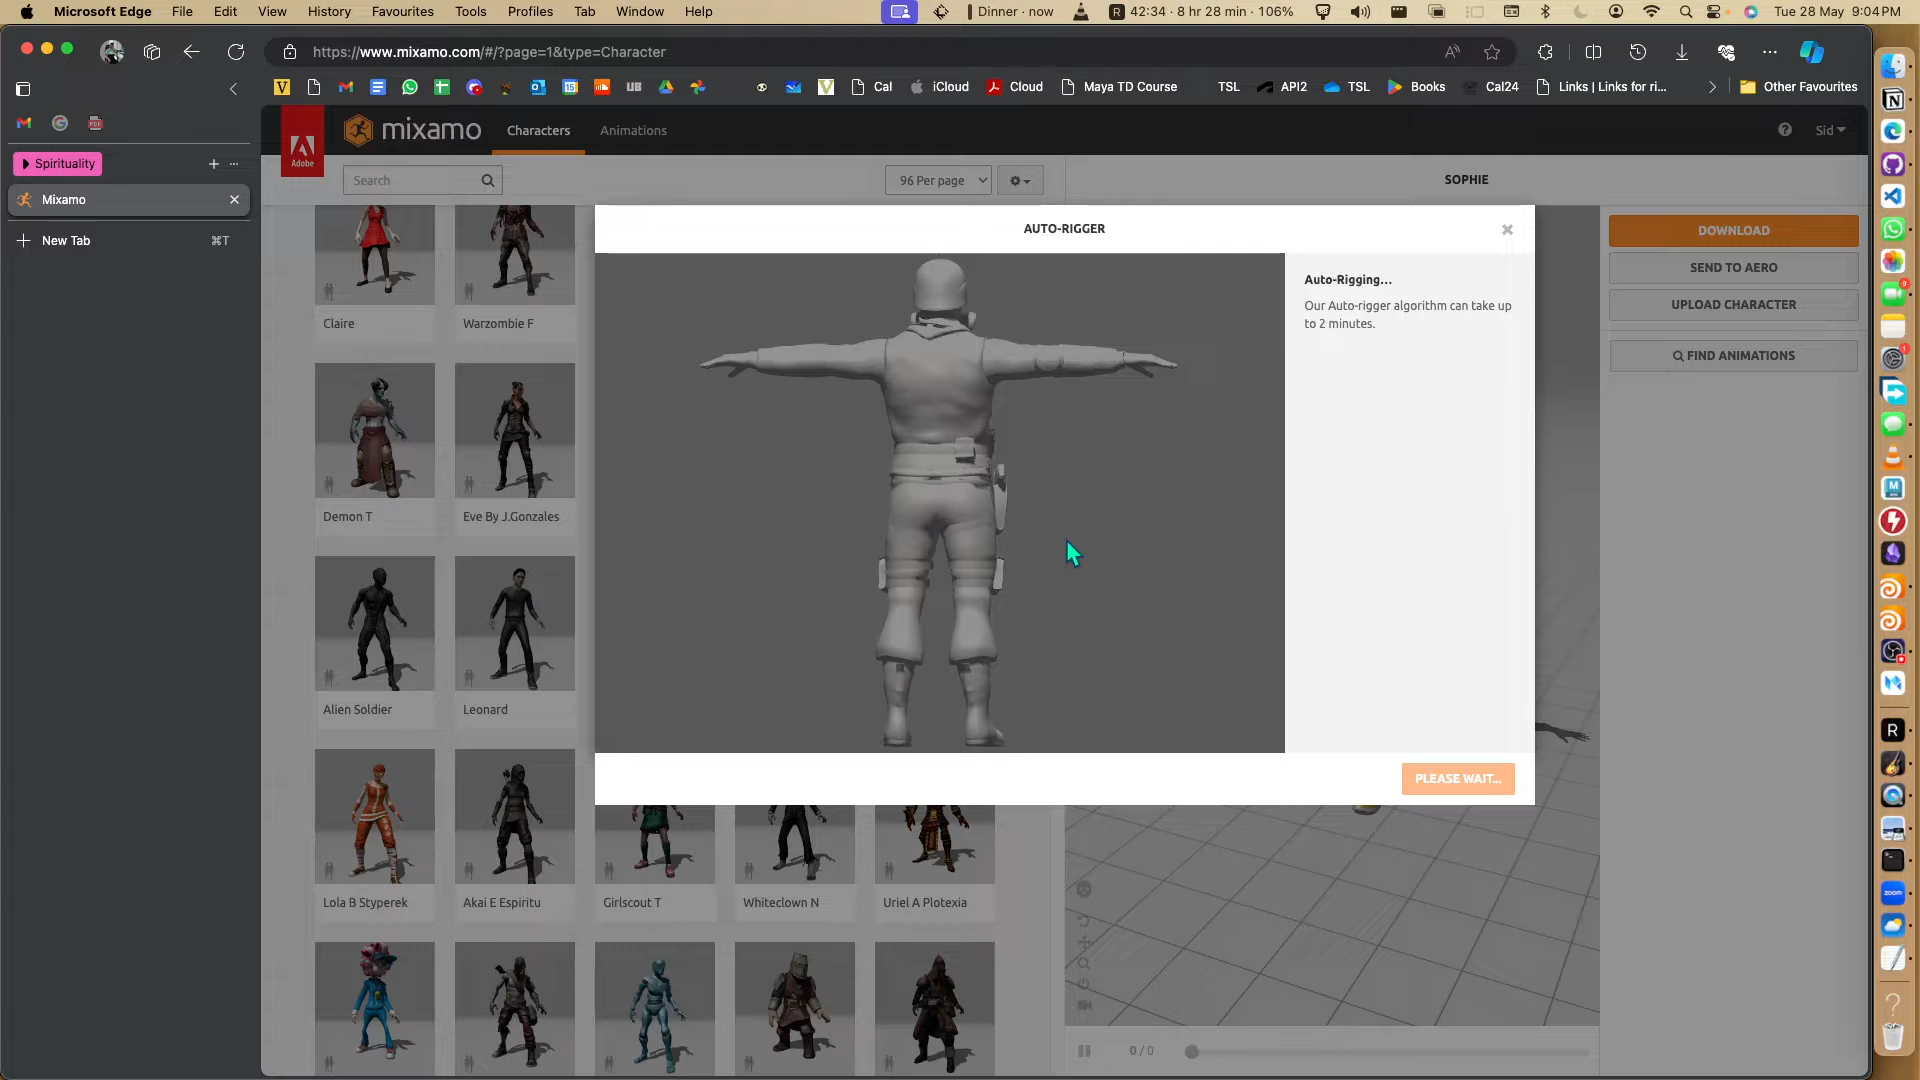 Microsoft Edge File Edit View History Favourites Tools Profiles Tab Window Help
Dinner · now
R 42:34 · 8 hr 28 min · 106%
Tue 28 May 9:04 PM
https://www.mixamo.com/#/?page=1&type=Character
Cal iCloud Cloud Maya TD Course TSL API2 TSL Books Cal24 Links | Links for ri... Other Favourites
Spirituality
Mixamo
New Tab ⌘T
Adobe
mixamo
Characters Animations
Sid
Search
96 Per page
SOPHIE
AUTO-RIGGER
Auto-Rigging...
Our Auto-rigger algorithm can take up
to 2 minutes.
PLEASE WAIT...
DOWNLOAD
SEND TO AERO
UPLOAD CHARACTER
FIND ANIMATIONS
Claire Warzombie F
Demon T Eve By J.Gonzales
Alien Soldier Leonard
Lola B Styperek Akai E Espiritu Girlscout T Whiteclown N Uriel A Plotexia
0 / 0
zoom